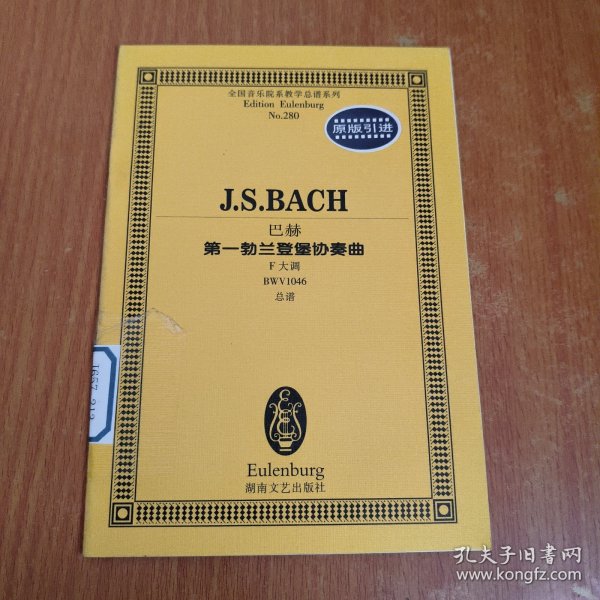 全国音乐院系教学总谱系列
Edition Eulenburg
No.280
原版引进
J.S.BACH
巴赫
第一勃兰登堡协奏曲
F 大调
BWV1046
总谱
Eulenburg
湖南文艺出版社
孔夫子旧书网
www.kongfz.com